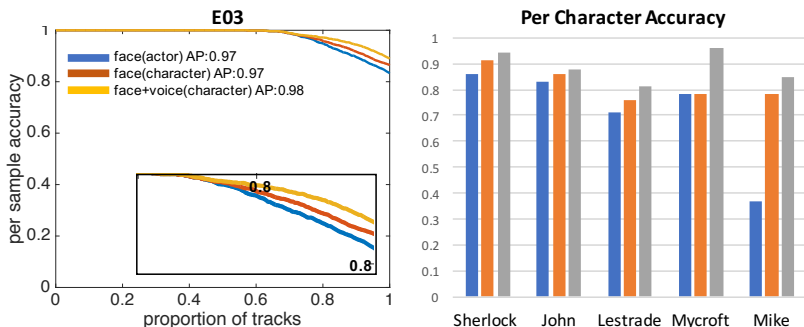 E03
1
0.8
0.6
0.4
0.2
0
per sample accuracy
face(actor) AP:0.97
face(character) AP:0.97
face+voice(character) AP:0.98
0.8
0.8
0 0.2 0.4 0.6 0.8 1
proportion of tracks
Per Character Accuracy
1
0.9
0.8
0.7
0.6
0.5
0.4
0.3
0.2
0.1
0
Sherlock John Lestrade Mycroft Mike